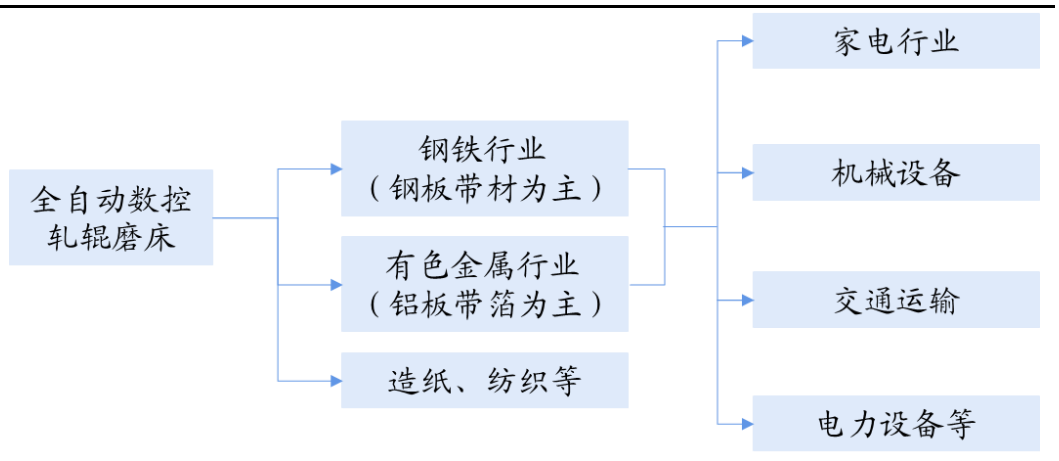 全自动数控
轧辊磨床
钢铁行业
（钢板带材为主）
有色金属行业
（铝板带箔为主）
造纸、纺织等
家电行业
机械设备
交通运输
电力设备等